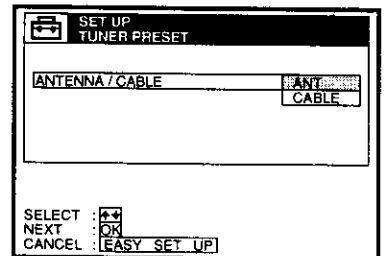 SET UP
TUNER PRESET
ANTENNA / CABLE ANT
CABLE
SELECT :
NEXT : OK
CANCEL : EASY SET UP